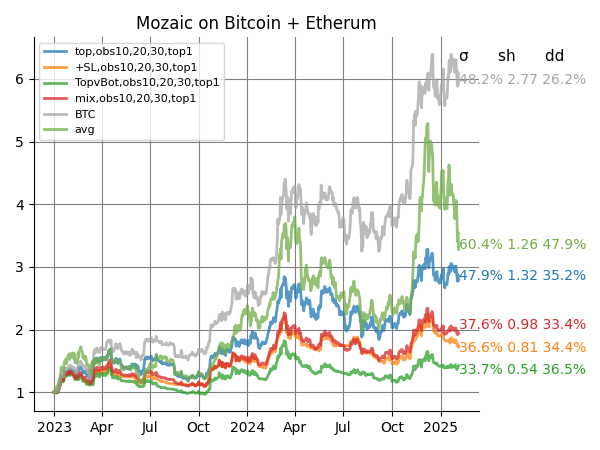 Mozaic on Bitcoin + Etherum
top,obs10,20,30,top1
+SL,obs10,20,30,top1
TopvBot,obs10,20,30,top1
mix,obs10,20,30,top1
BTC
avg
σ sh dd
48.2% 2.77 26.2%
60.4% 1.26 47.9%
47.9% 1.32 35.2%
37.6% 0.98 33.4%
36.6% 0.81 34.4%
33.7% 0.54 36.5%
6
5
4
3
2
1
2023 Apr Jul Oct 2024 Apr Jul Oct 2025